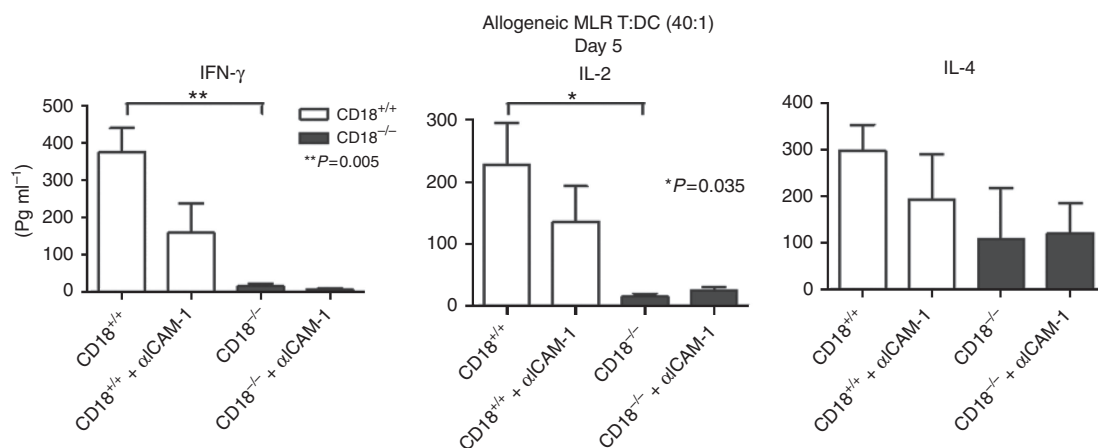 Allogeneic MLR T:DC (40:1)
Day 5
IFN-γ
**
CD18+/+
CD18−/−
**P=0.005
500
400
300
200
100
0
(Pg ml−1)
CD18+/+
CD18+/+ + αICAM-1
CD18−/−
CD18−/− + αICAM-1
IL-2
*
*P=0.035
300
200
100
0
CD18+/+
CD18+/+ + αICAM-1
CD18−/−
CD18−/− + αICAM-1
IL-4
400
300
200
100
0
CD18+/+
CD18+/+ + αICAM-1
CD18−/−
CD18−/− + αICAM-1